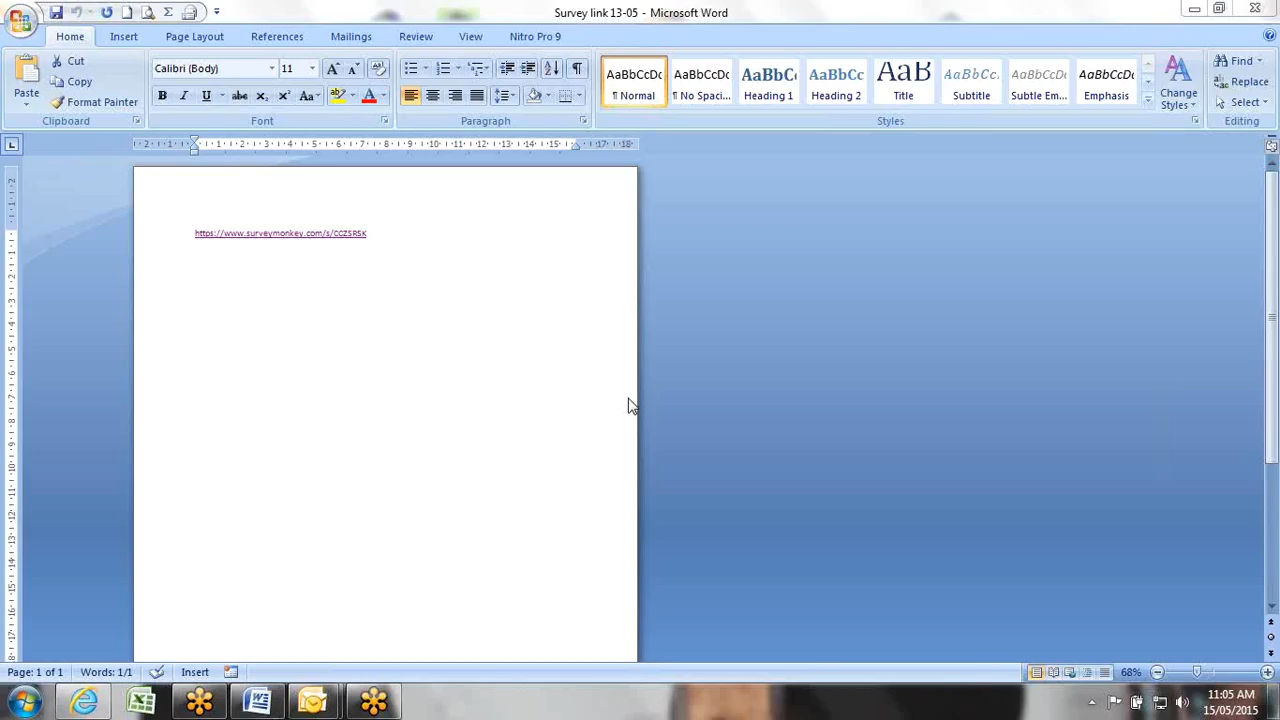 Survey link 13-05 - Microsoft Word
Home Insert Page Layout References Mailings Review View Nitro Pro 9
Paste
Cut
Copy
Format Painter
Clipboard
Calibri (Body) 11
Font
Paragraph
AaBbCcDc AaBbCcDc AaBbC AaBbCc AaB AaBbCc. AaBbCcDc AaBbCcDc
¶ Normal ¶ No Spaci... Heading 1 Heading 2 Title Subtitle Subtle Em... Emphasis
Change Styles
Styles
Find
Replace
Select
Editing
Page: 1 of 1 Words: 1/1 Insert 68%
11:05 AM
15/05/2015